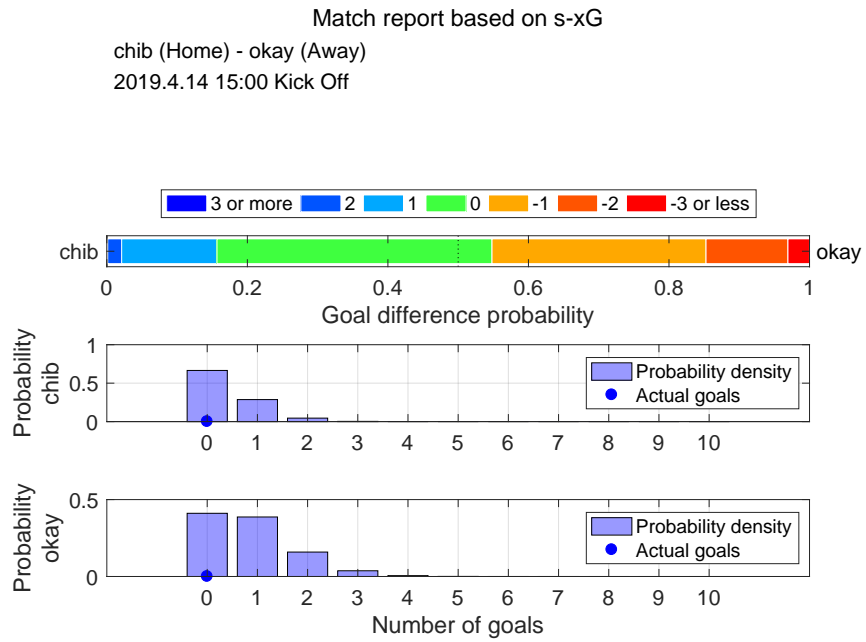 Match report based on s-xG
chib (Home) - okay (Away)
2019.4.14 15:00 Kick Off
3 or more 2 1 0 -1 -2 -3 or less
chib okay
0 0.2 0.4 0.6 0.8 1
Goal difference probability
Probability
chib
1
0.5
0
Probability density
Actual goals
0 1 2 3 4 5 6 7 8 9 10
Probability
okay
0.5
0
Probability density
Actual goals
0 1 2 3 4 5 6 7 8 9 10
Number of goals